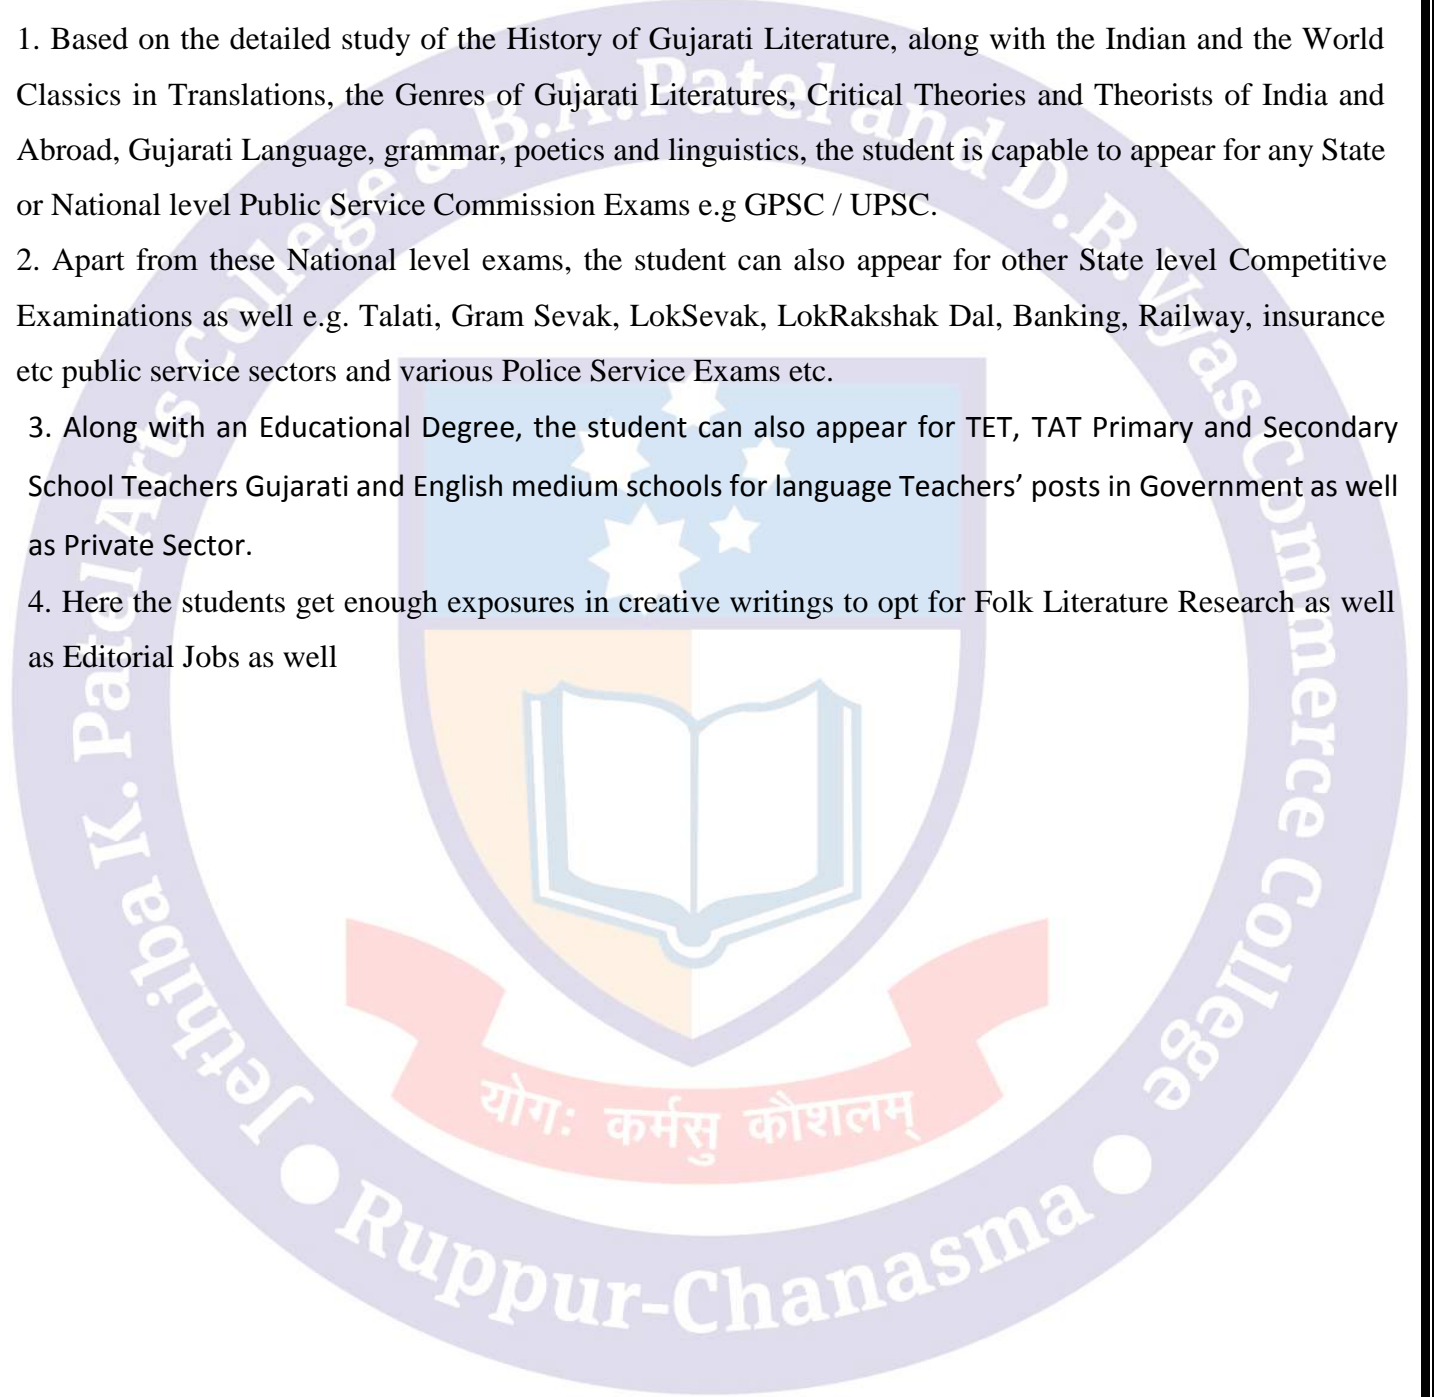 1. Based on the detailed study of the History of Gujarati Literature, along with the Indian and the World
Classics in Translations, the Genres of Gujarati Literatures, Critical Theories and Theorists of India and
Abroad, Gujarati Language, grammar, poetics and linguistics, the student is capable to appear for any State
or National level Public Service Commission Exams e.g GPSC / UPSC.
2. Apart from these National level exams, the student can also appear for other State level Competitive
Examinations as well e.g. Talati, Gram Sevak, LokSevak, LokRakshak Dal, Banking, Railway, insurance
etc public service sectors and various Police Service Exams etc.
3. Along with an Educational Degree, the student can also appear for TET, TAT Primary and Secondary
School Teachers Gujarati and English medium schools for language Teachers’ posts in Government as well
as Private Sector.
4. Here the students get enough exposures in creative writings to opt for Folk Literature Research as well
as Editorial Jobs as well
Jethiba K. Patel Arts College & B.A.Patel and D.R.Vyas Commerce College
योगः कर्मसु कौशलम्
Ruppur-Chanasma